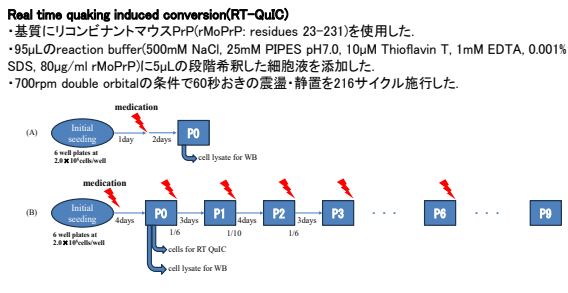 Real time quaking induced conversion(RT-QuIC)
・基質にリコンビナントマウスPrP(rMoPrP: residues 23-231)を使用した.
・95µLのreaction buffer(500mM NaCl, 25mM PIPES pH7.0, 10µM Thioflavin T, 1mM EDTA, 0.001% SDS, 80µg/ml rMoPrP)に5µLの段階希釈した細胞液を添加した.
・700rpm double orbitalの条件で60秒おきの震盪・静置を216サイクル施行した.
medication
(A)
Initial
seeding
1day
2days
P0
6 well plates at
2.0✖10⁵cells/well
cell lysate for WB
medication
(B)
Initial
seeding
4days
P0
3days
P1
4days
P2
3days
P3
・ ・ ・
P6
・ ・ ・
P9
1/6
1/10
1/6
6 well plates at
2.0✖10⁵cells/well
cells for RT QuIC
cell lysate for WB